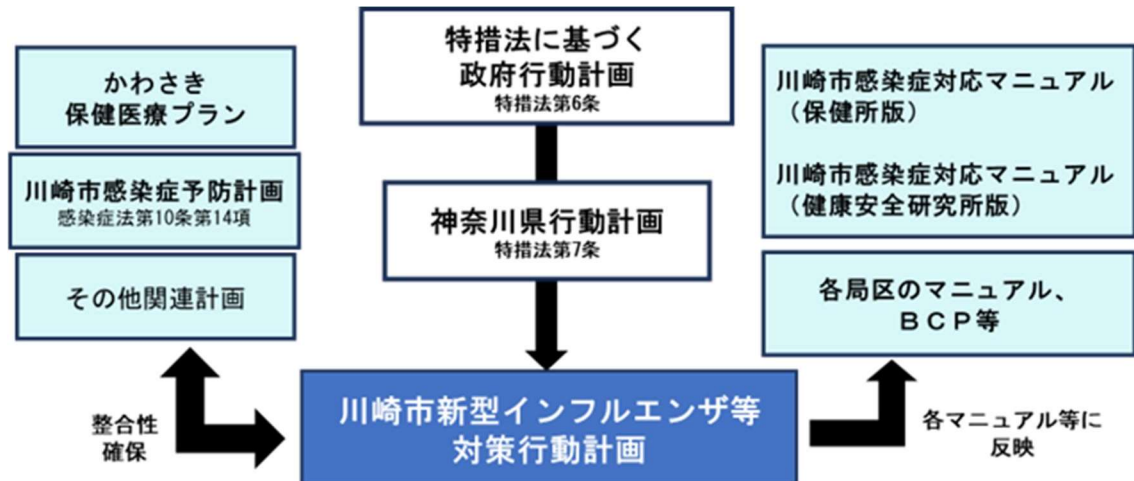 かわさき
保健医療プラン
川崎市感染症予防計画
感染症法第10条第14項
その他関連計画
整合性
確保
特措法に基づく
政府行動計画
特措法第6条
神奈川県行動計画
特措法第7条
川崎市新型インフルエンザ等
対策行動計画
川崎市感染症対応マニュアル
（保健所版）
川崎市感染症対応マニュアル
（健康安全研究所版）
各局区のマニュアル、
ＢＣＰ等
各マニュアル等に
反映